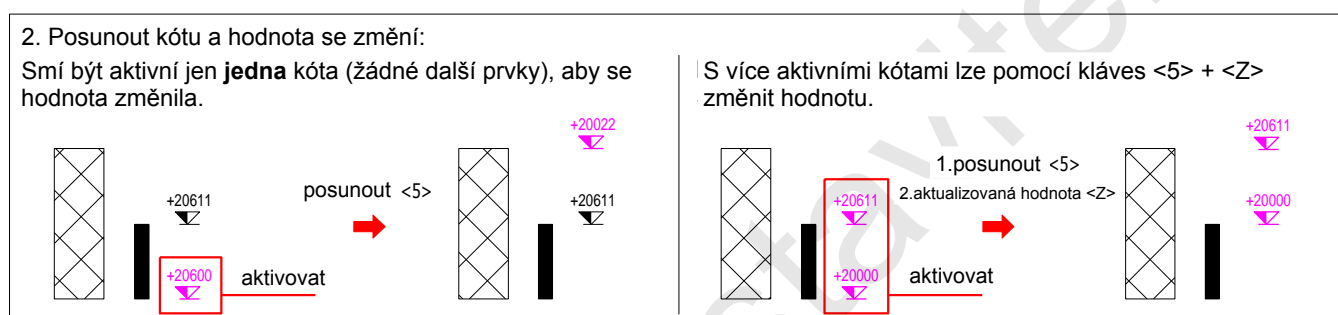 2. Posunout kótu a hodnota se změní:
Smí být aktivní jen jedna kóta (žádné další prvky), aby se
hodnota změnila.
+20022
+20611
posunout <5>
+20611
+20600
aktivovat
S více aktivními kótami lze pomocí kláves <5> + <Z>
změnit hodnotu.
+20611
1.posunout <5>
+20611
2.aktualizovaná hodnota <Z>
+20000
+20000
aktivovat